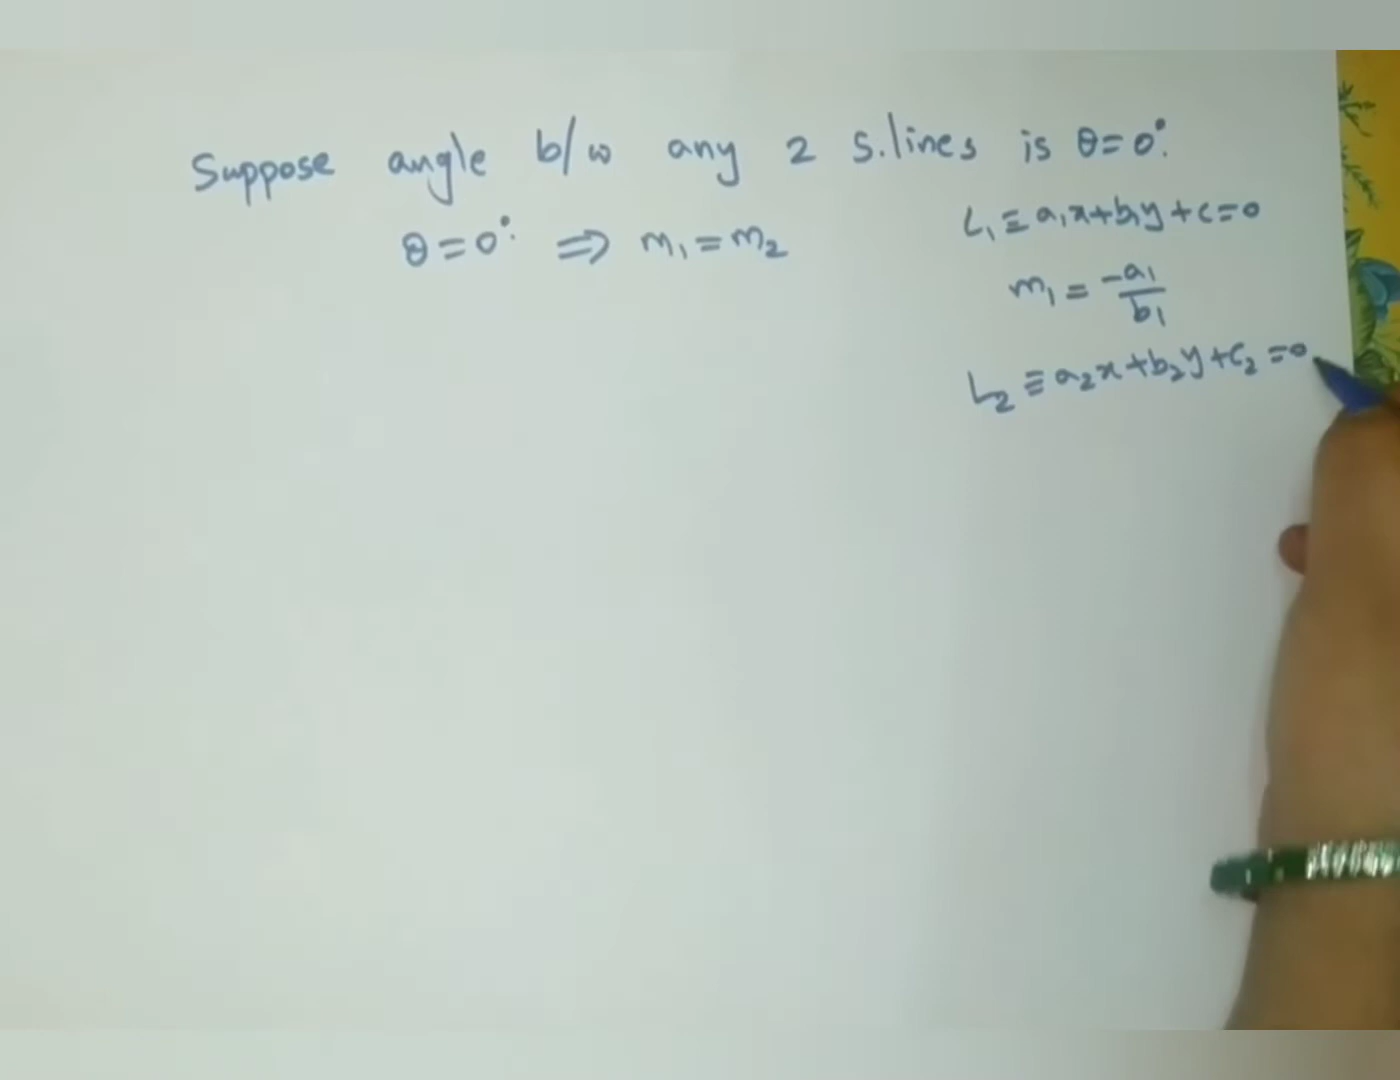 Suppose angle b/w any 2 s.lines is θ=0°.
θ=0°. ⇒ m₁=m₂
L₁≡a₁x+b₁y+c=0
m₁=-a₁/b₁
L₂≡a₂x+b₂y+c₂=0